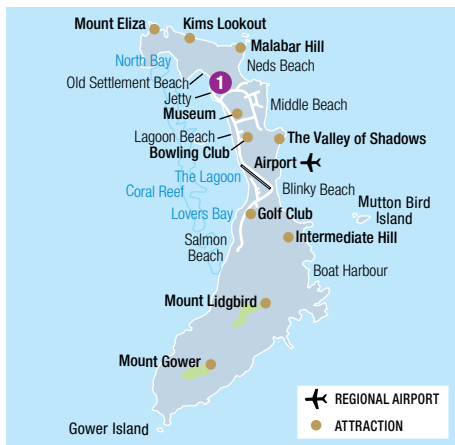 Mount Eliza
Kims Lookout
Malabar Hill
North Bay
Neds Beach
Old Settlement Beach
1
Jetty
Middle Beach
Museum
Lagoon Beach
The Valley of Shadows
Bowling Club
Airport
The Lagoon
Blinky Beach
Coral Reef
Mutton Bird
Island
Lovers Bay
Golf Club
Intermediate Hill
Salmon
Beach
Boat Harbour
Mount Lidgbird
Mount Gower
Gower Island
REGIONAL AIRPORT
ATTRACTION